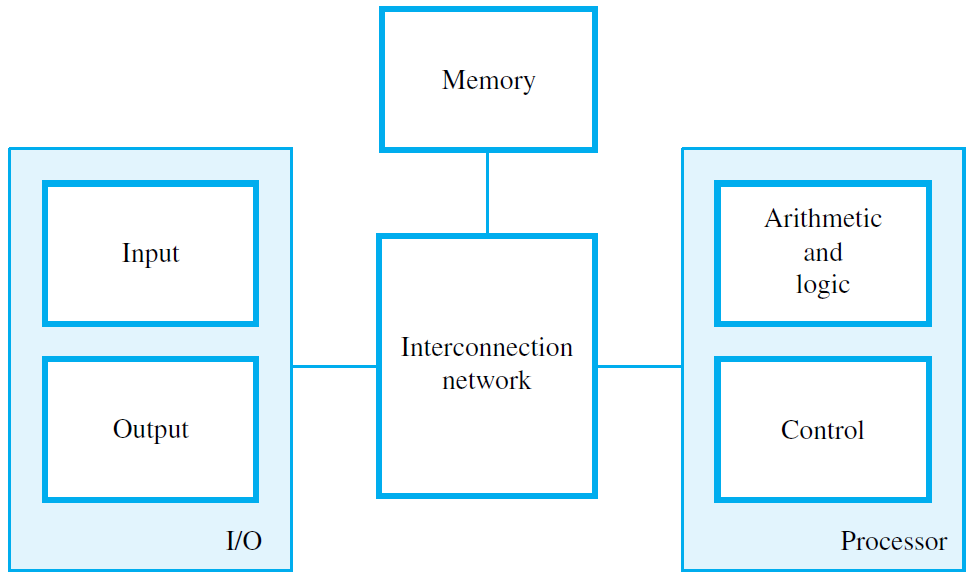 Memory
Input
Output
I/O
Interconnection
network
Arithmetic
and
logic
Control
Processor